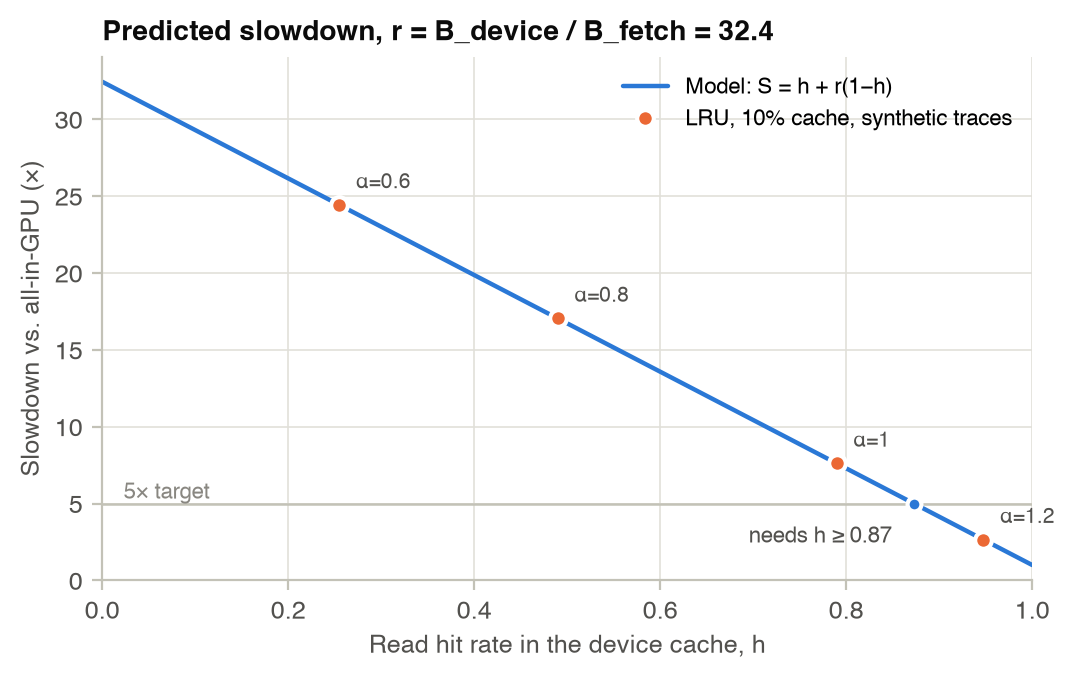 Predicted slowdown, r = B_device / B_fetch = 32.4
Model: S = h + r(1−h)
LRU, 10% cache, synthetic traces
Slowdown vs. all-in-GPU (×)
30
25
20
15
10
5
0
α=0.6
α=0.8
α=1
5× target
α=1.2
needs h ≥ 0.87
0.0
0.2
0.4
0.6
0.8
1.0
Read hit rate in the device cache, h